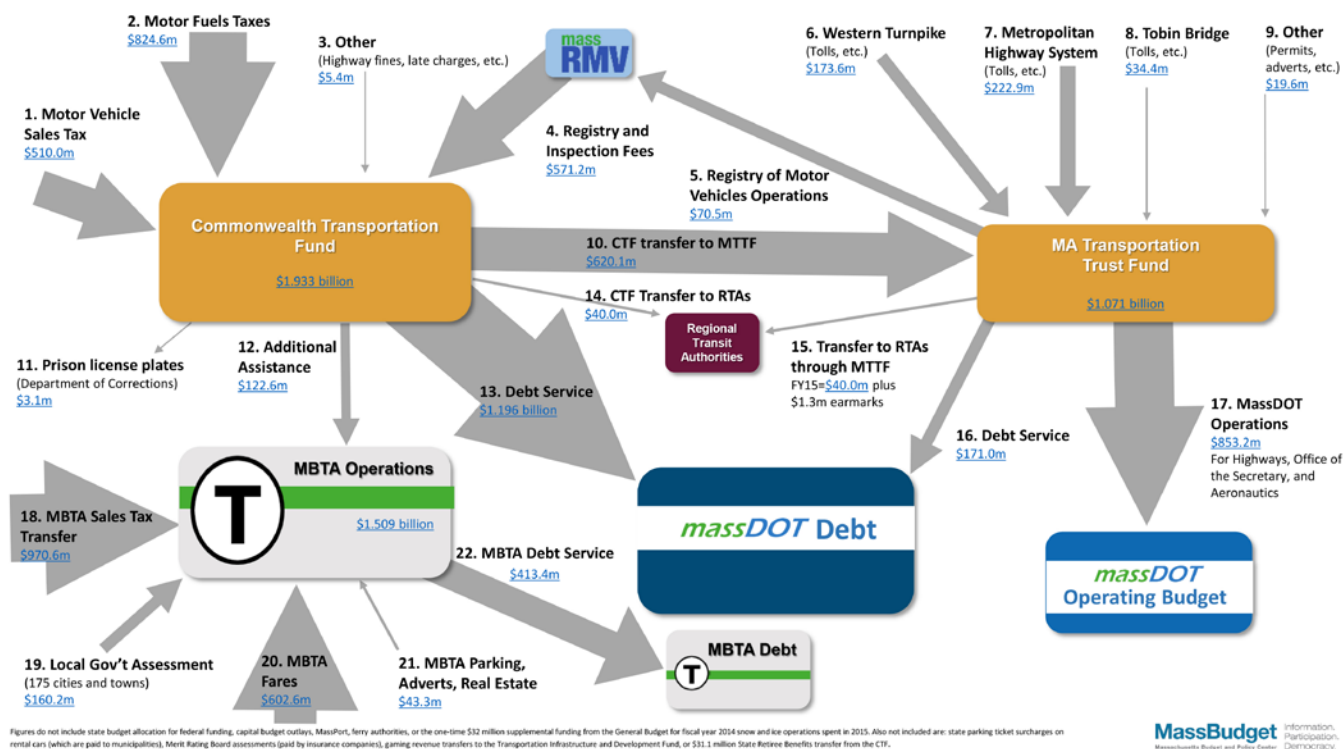 2. Motor Fuels Taxes
$824.6m
3. Other
(Highway fines, late charges, etc.)
$5.4m
mass
RMV
6. Western Turnpike
(Tolls, etc.)
$173.6m
7. Metropolitan
Highway System
(Tolls, etc.)
$222.9m
8. Tobin Bridge
(Tolls, etc.)
$34.4m
9. Other
(Permits,
adverts, etc.)
$19.6m
1. Motor Vehicle
Sales Tax
$510.0m
4. Registry and
Inspection Fees
$571.2m
5. Registry of Motor
Vehicles Operations
$70.5m
Commonwealth Transportation
Fund
$1.933 billion
10. CTF transfer to MTTF
$620.1m
MA Transportation
Trust Fund
$1.071 billion
14. CTF Transfer to RTAs
$40.0m
Regional
Transit
Authorities
11. Prison license plates
(Department of Corrections)
$3.1m
12. Additional
Assistance
$122.6m
13. Debt Service
$1.196 billion
15. Transfer to RTAs
through MTTF
FY15=$40.0m plus
$1.3m earmarks
16. Debt Service
$171.0m
17. MassDOT
Operations
$853.2m
For Highways, Office of
the Secretary, and
Aeronautics
MBTA Operations
T
$1.509 billion
massDOT Debt
massDOT
Operating Budget
18. MBTA Sales Tax
Transfer
$970.6m
22. MBTA Debt Service
$413.4m
MBTA Debt
T
19. Local Gov't Assessment
(175 cities and towns)
$160.2m
20. MBTA
Fares
$602.6m
21. MBTA Parking,
Adverts, Real Estate
$43.3m
Figures do not include state budget allocation for federal funding, capital budget outlays, MassPort, ferry authorities, or the one-time $32 million supplemental funding from the General Budget for fiscal year 2014 snow and ice operations spent in 2015. Also not included are: state parking ticket surcharges on
rental cars (which are paid to municipalities), Merit Rating Board assessments (paid by insurance companies), gaming revenue transfers to the Transportation Infrastructure and Development Fund, or $31.1 million State Retiree Benefits transfer from the CTF.
MassBudget
Massachusetts Budget and Policy Center
Information.
Participation.
Democracy.